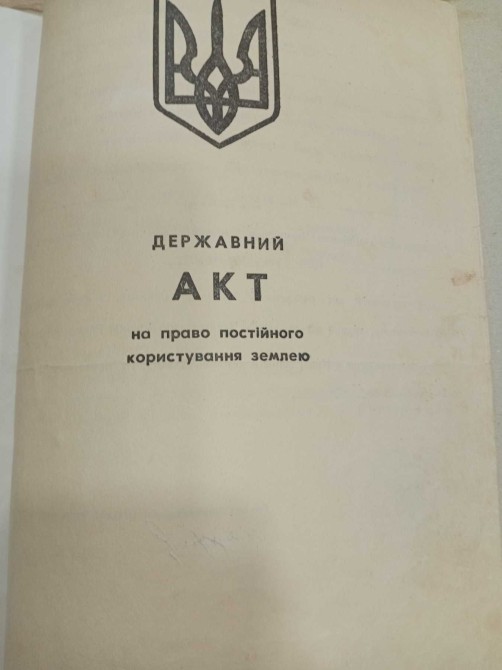 ДЕРЖАВНИЙ
АКТ
на право постійного
користування землею